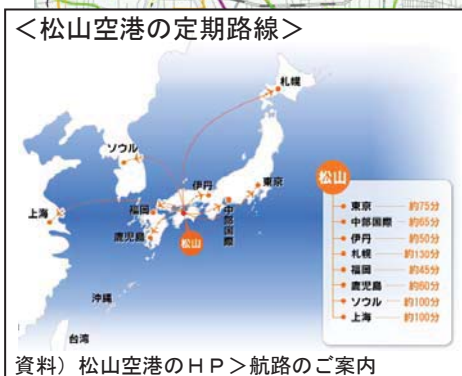 ＜松山空港の定期路線＞
札幌
ソウル
伊丹
東京
上海
福岡
中部国際
鹿児島
松山
沖縄
台湾
松山
東京 約75分
中部国際 約65分
伊丹 約50分
札幌 約130分
福岡 約45分
鹿児島 約60分
ソウル 約100分
上海 約100分
資料）松山空港のＨＰ＞航路のご案内